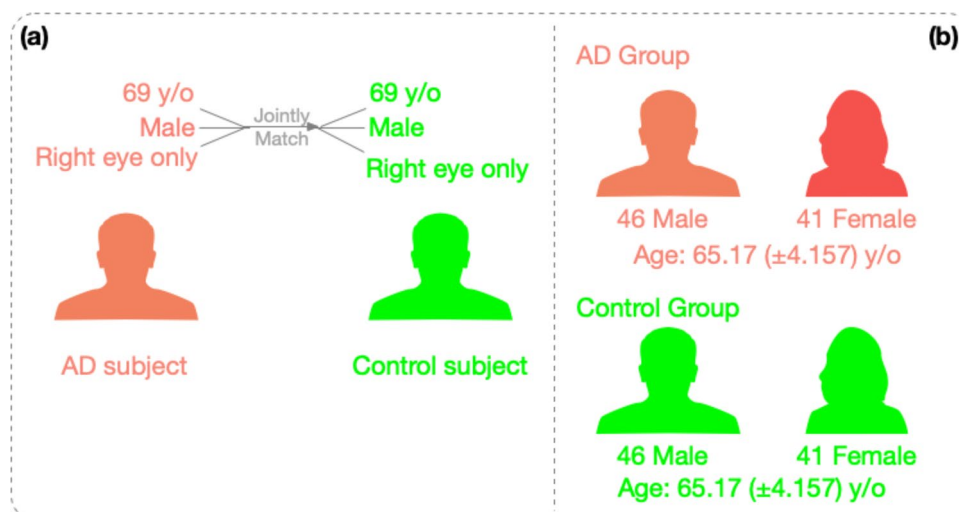 (a)
69 y/o
Male
Right eye only
Jointly
Match
69 y/o
Male
Right eye only
AD subject
Control subject
(b)
AD Group
46 Male
41 Female
Age: 65.17 (±4.157) y/o
Control Group
46 Male
41 Female
Age: 65.17 (±4.157) y/o